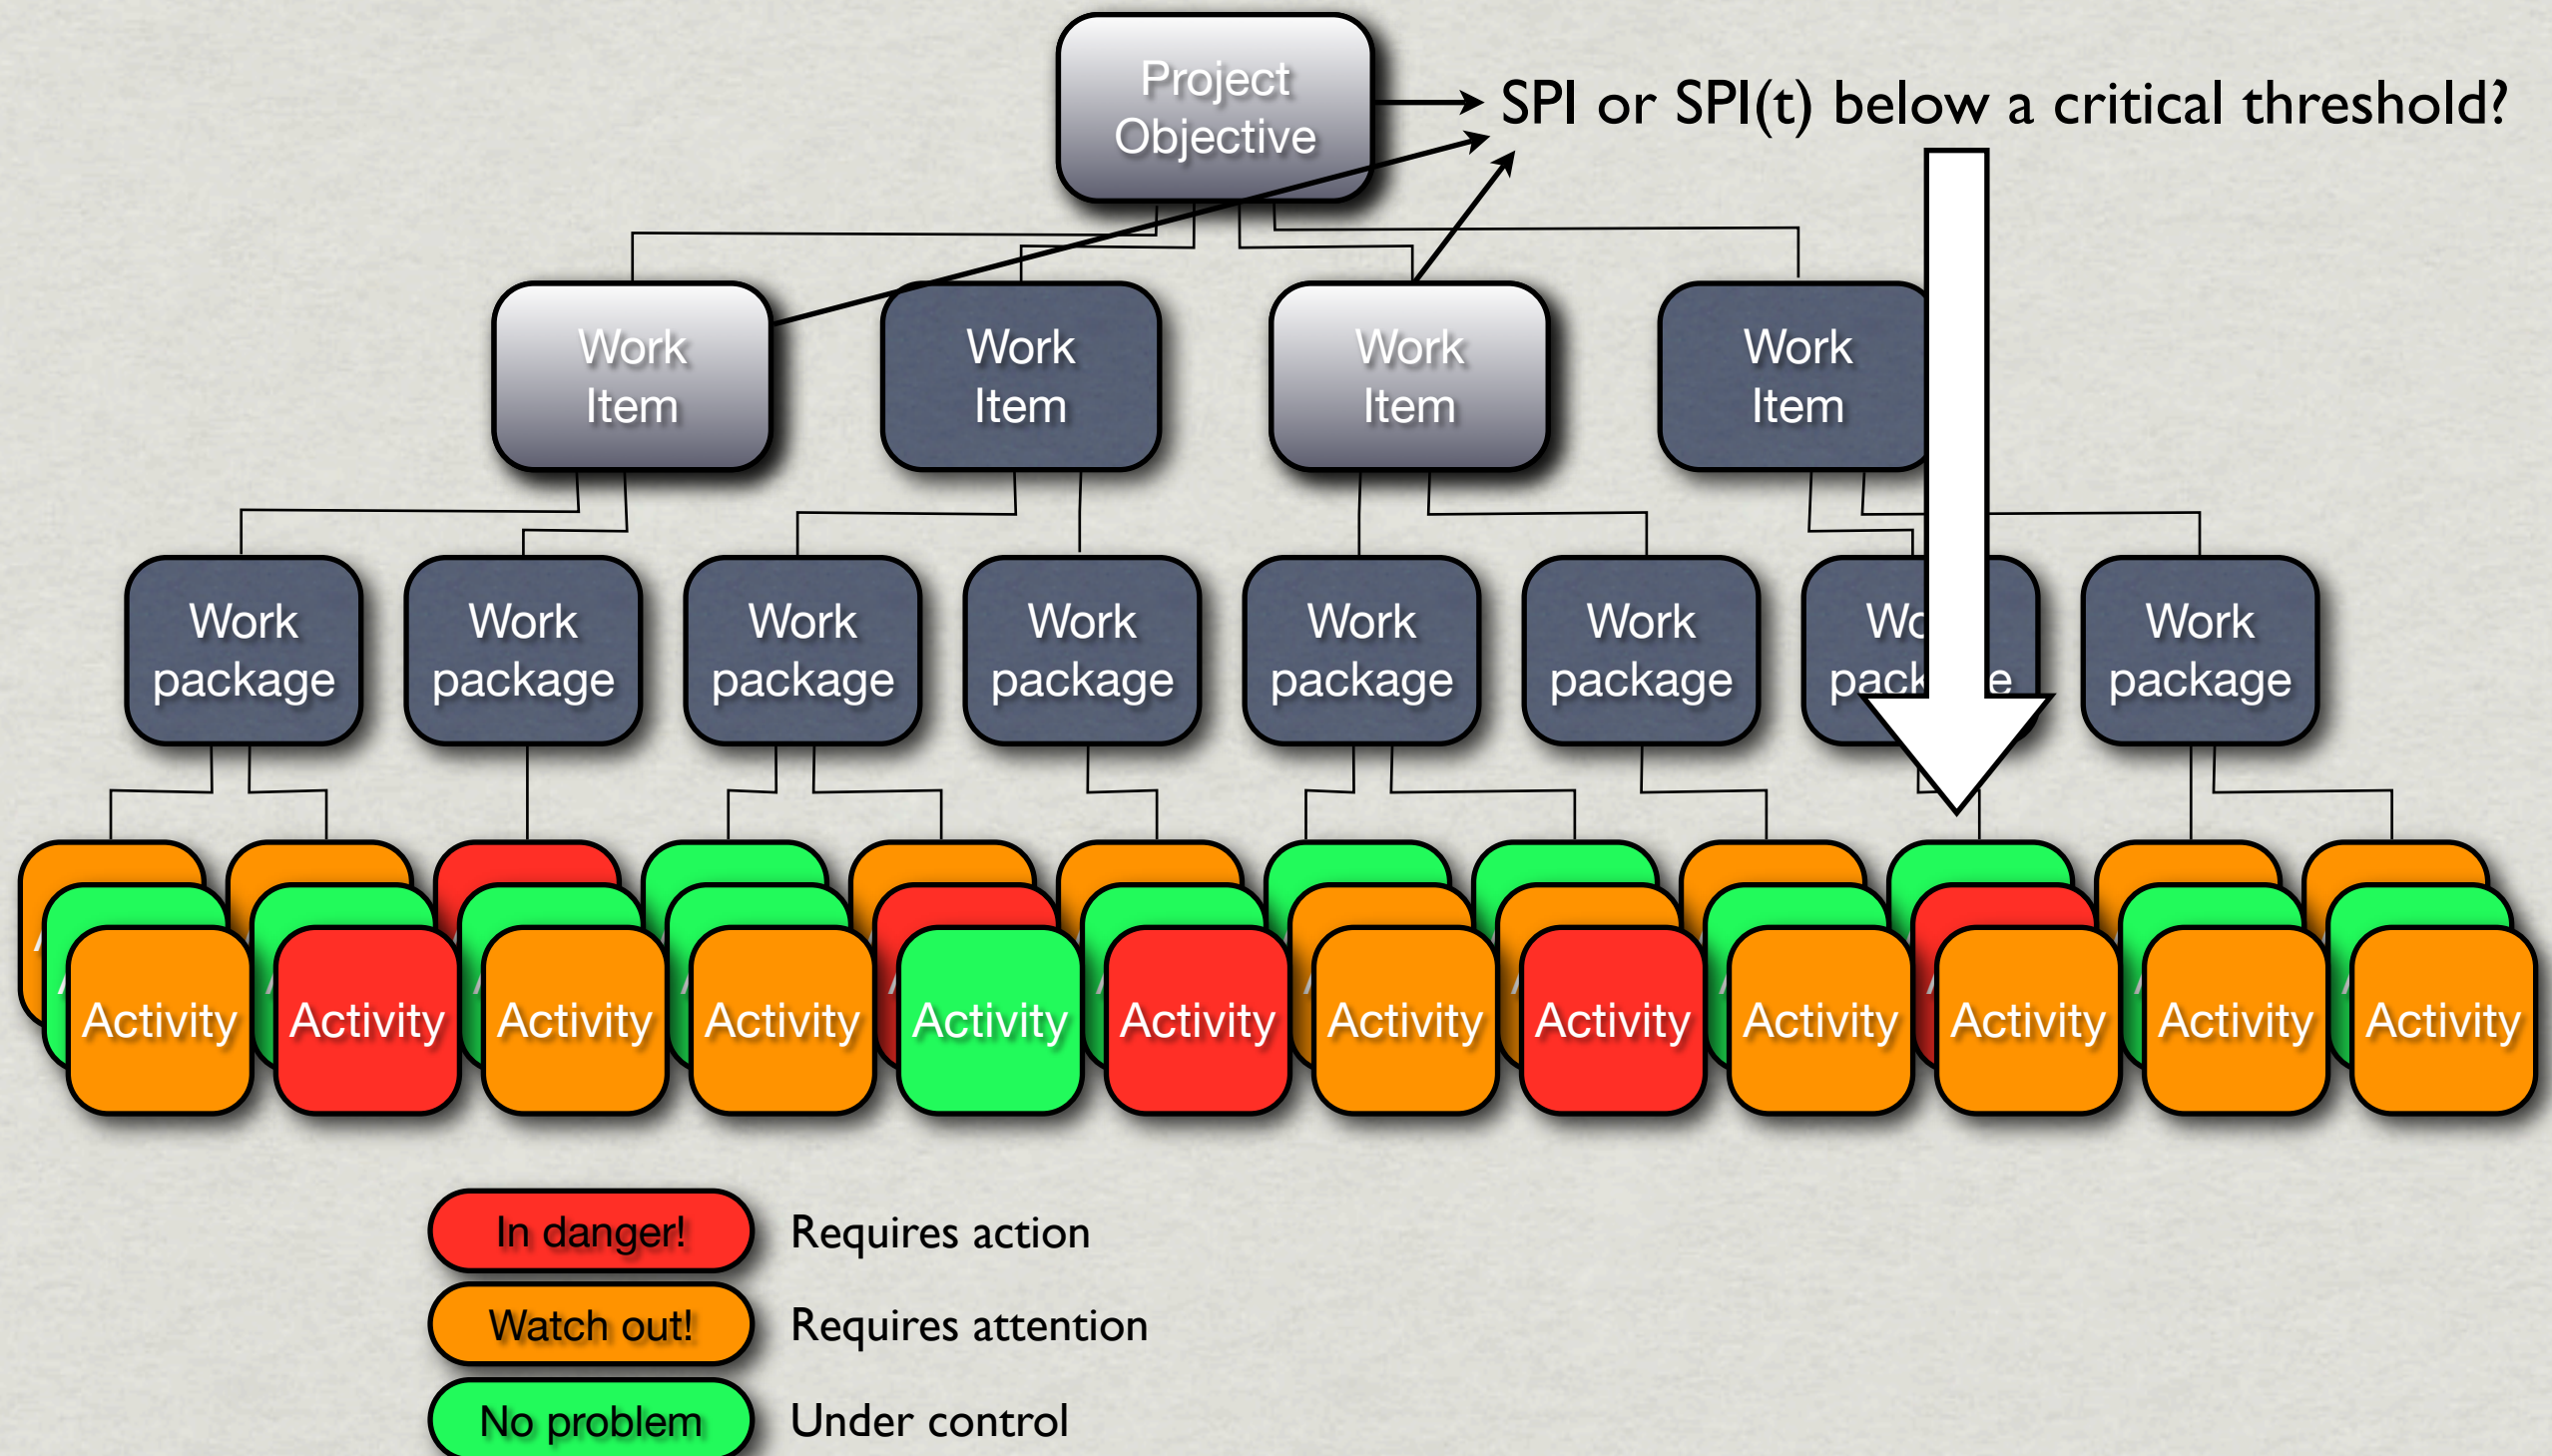 Project
Objective
SPI or SPI(t) below a critical threshold?
Work
Item
Work
Item
Work
Item
Work
Item
Work
package
Work
package
Work
package
Work
package
Work
package
Work
package
Work
package
Activity
Activity
Activity
Activity
Activity
Activity
Activity
Activity
Activity
Activity
Activity
Activity
In danger!
Requires action
Watch out!
Requires attention
No problem
Under control